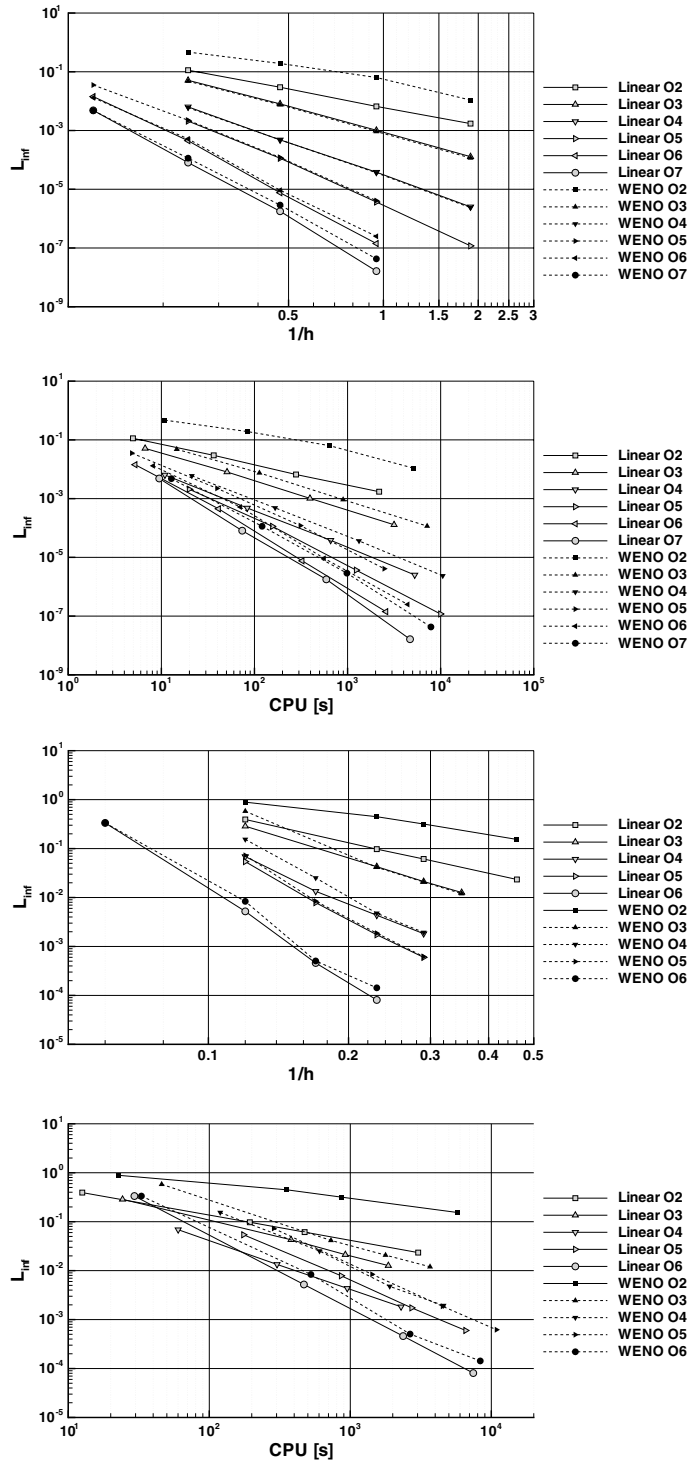 10^1
10^-1
10^-3
10^-5
10^-7
10^-9
L_inf
0.5 1 1.5 2 2.5 3
1/h
Linear O2
Linear O3
Linear O4
Linear O5
Linear O6
Linear O7
WENO O2
WENO O3
WENO O4
WENO O5
WENO O6
WENO O7
10^1
10^-1
10^-3
10^-5
10^-7
10^-9
L_inf
10^0 10^1 10^2 10^3 10^4 10^5
CPU [s]
Linear O2
Linear O3
Linear O4
Linear O5
Linear O6
Linear O7
WENO O2
WENO O3
WENO O4
WENO O5
WENO O6
WENO O7
10^1
10^0
10^-1
10^-2
10^-3
10^-4
10^-5
L_inf
0.1 0.2 0.3 0.4 0.5
1/h
Linear O2
Linear O3
Linear O4
Linear O5
Linear O6
WENO O2
WENO O3
WENO O4
WENO O5
WENO O6
10^1
10^0
10^-1
10^-2
10^-3
10^-4
10^-5
L_inf
10^1 10^2 10^3 10^4
CPU [s]
Linear O2
Linear O3
Linear O4
Linear O5
Linear O6
WENO O2
WENO O3
WENO O4
WENO O5
WENO O6